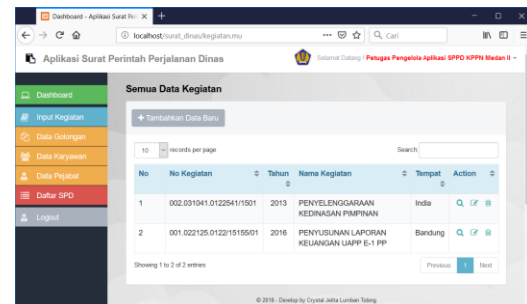 Dashboard - Aplikasi Surat Peri
localhost/surat_dinas/kegiatan.mu
Cari
Aplikasi Surat Perintah Perjalanan Dinas
Selamat Datang ! Petugas Pengelola Aplikasi SPPD KPPN Medan II
Dashboard
Input Kegiatan
Data Golongan
Data Karyawan
Data Pejabat
Daftar SPD
Logout
Semua Data Kegiatan
+ Tambahkan Data Baru
10 records per page
Search:
No No Kegiatan Tahun Nama Kegiatan Tempat Action
1 002.031041.0122541/1501 2013 PENYELENGGARAAN KEDINASAN PIMPINAN India
2 001.022125.0122/15155/01 2016 PENYUSUNAN LAPORAN KEUANGAN UAPP E-1 PP Bandung
Showing 1 to 2 of 2 entries
Previous 1 Next
© 2018 - Develop by Crystal Jelita Lumban Tobing